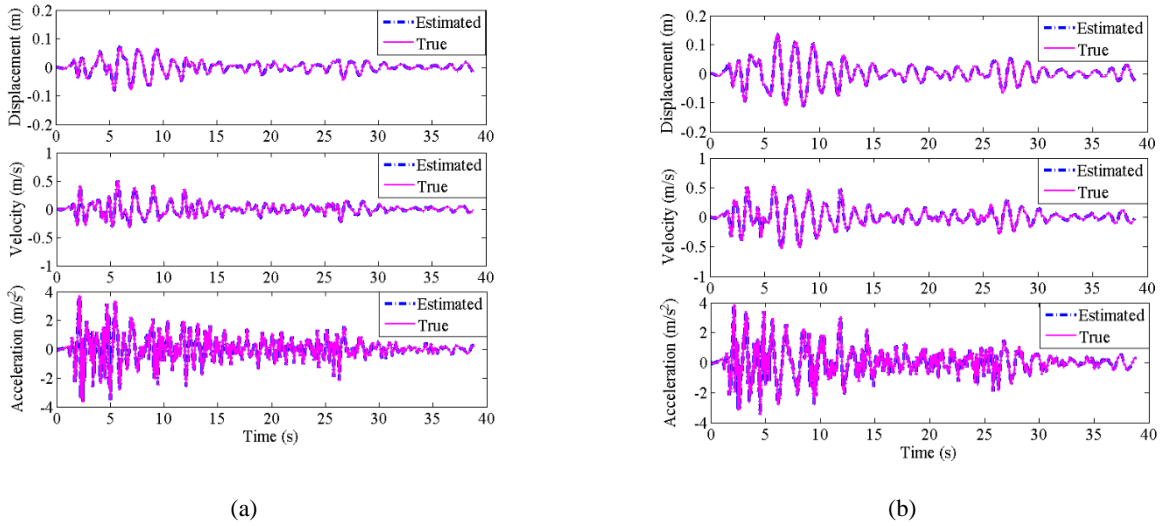 Displacement (m)
0.2
0.1
0
-0.1
-0.2
0 5 10 15 20 25 30 35 40
Estimated
True
Velocity (m/s)
1
0.5
0
-0.5
-1
0 5 10 15 20 25 30 35 40
Estimated
True
Acceleration (m/s²)
4
2
0
-2
-4
0 5 10 15 20 25 30 35 40
Estimated
True
Time (s)
(a)
Displacement (m)
0.2
0.1
0
-0.1
-0.2
0 5 10 15 20 25 30 35 40
Estimated
True
Velocity (m/s)
1
0.5
0
-0.5
-1
0 5 10 15 20 25 30 35 40
Estimated
True
Acceleration (m/s²)
4
2
0
-2
-4
0 5 10 15 20 25 30 35 40
Estimated
True
Time (s)
(b)